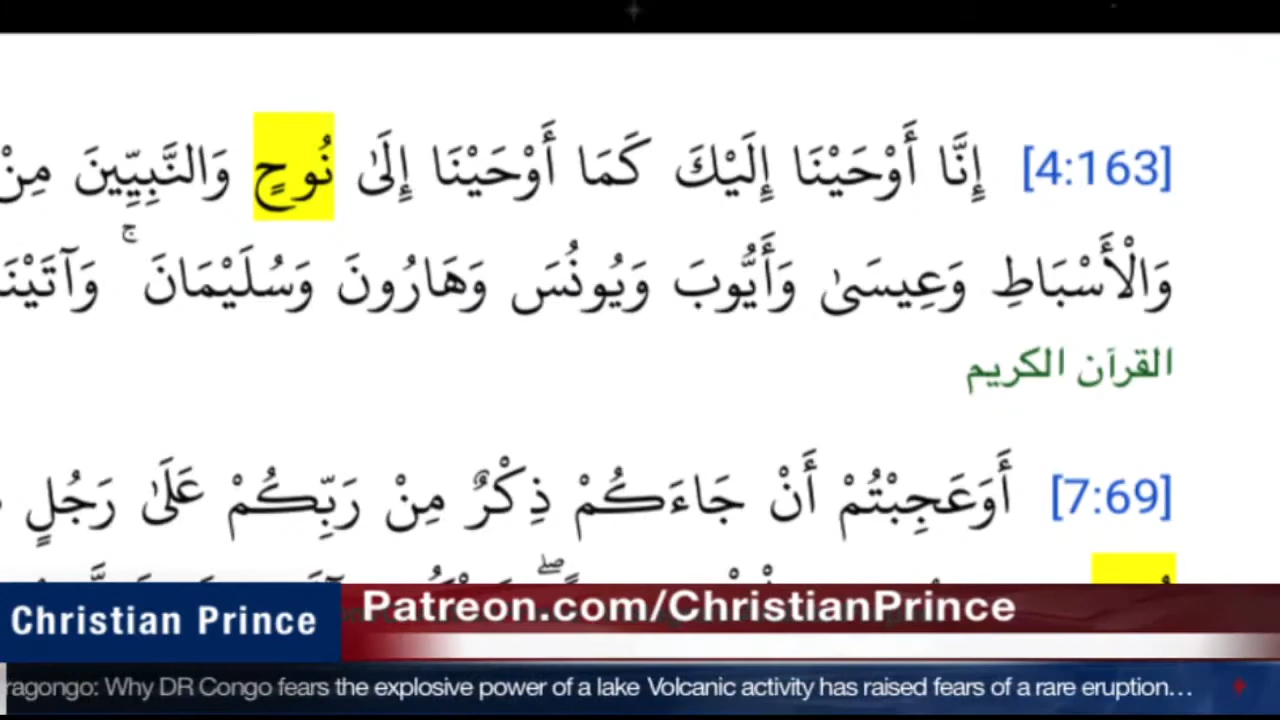 [4:163] إِنَّا أَوْحَيْنَا إِلَيْكَ كَمَا أَوْحَيْنَا إِلَىٰ نُوحٍ وَالنَّبِيِّينَ مِنْ
وَالْأَسْبَاطِ وَعِيسَىٰ وَأَيُّوبَ وَيُونُسَ وَهَارُونَ وَسُلَيْمَانَ ۚ وَآتَيْنَا
القرآن الكريم
[7:69] أَوَعَجِبْتُمْ أَنْ جَاءَكُمْ ذِكْرٌ مِنْ رَبِّكُمْ عَلَىٰ رَجُلٍ
Christian Prince
Patreon.com/ChristianPrince
ragongo: Why DR Congo fears the explosive power of a lake Volcanic activity has raised fears of a rare eruption...